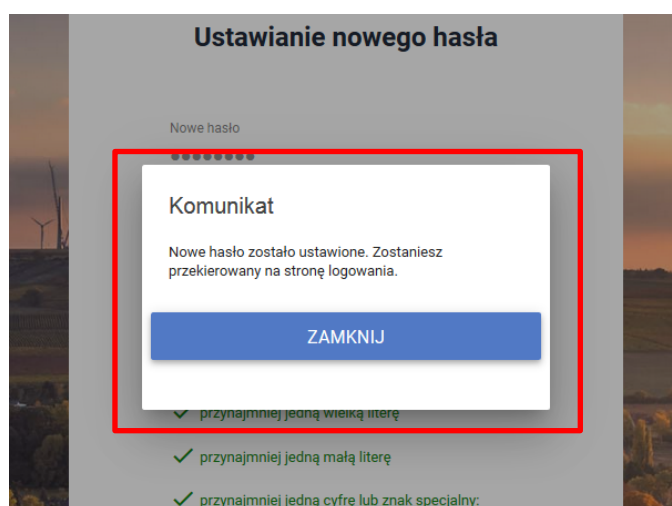 Ustawianie nowego hasła
Nowe hasło
Komunikat
Nowe hasło zostało ustawione. Zostaniesz
przekierowany na stronę logowania.
ZAMKNIJ
przynajmniej jedną wielką literę
przynajmniej jedną małą literę
przynajmniej jedną cyfrę lub znak specjalny: